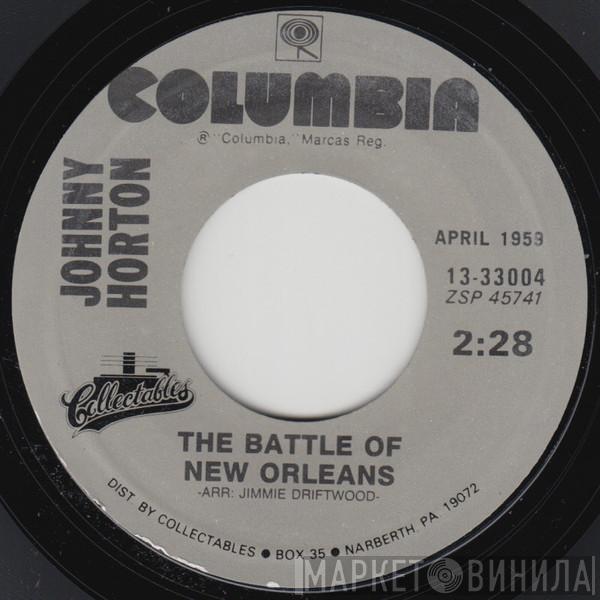 COLUMBIA
® "Columbia," Marcas Reg.
JOHNNY
HORTON
APRIL 1959
13-33004
ZSP 45741
2:28
Collectables
THE BATTLE OF
NEW ORLEANS
-ARR: JIMMIE DRIFTWOOD-
DIST BY COLLECTABLES ● BOX 35 ● NARBERTH PA 19072
МАРКЕТ ВИНИЛА